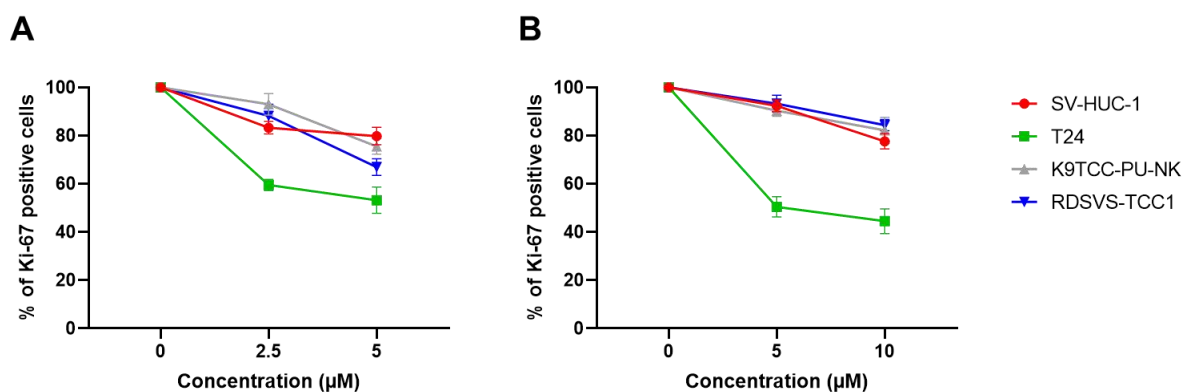 A
% of Ki-67 positive cells
100
80
60
40
20
0
0 2.5 5
Concentration (µM)
B
% of Ki-67 positive cells
100
80
60
40
20
0
0 5 10
Concentration (µM)
SV-HUC-1
T24
K9TCC-PU-NK
RDSVS-TCC1